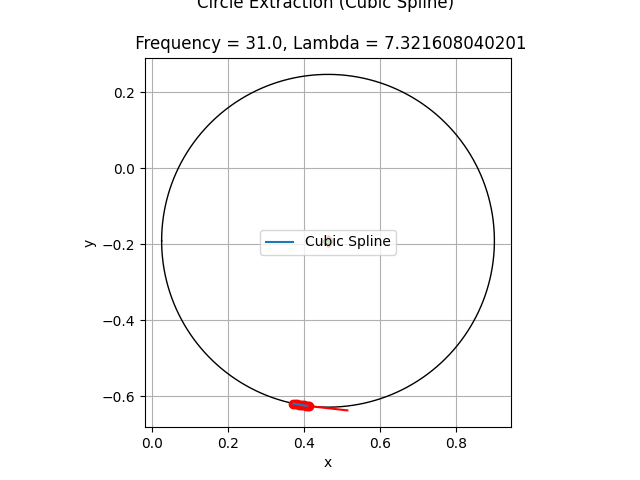 Circle Extraction (Cubic Spline)
Frequency = 31.0, Lambda = 7.321608040201
0.2
0.0
−0.2
−0.4
−0.6
y
Cubic Spline
0.0 0.2 0.4 0.6 0.8
x